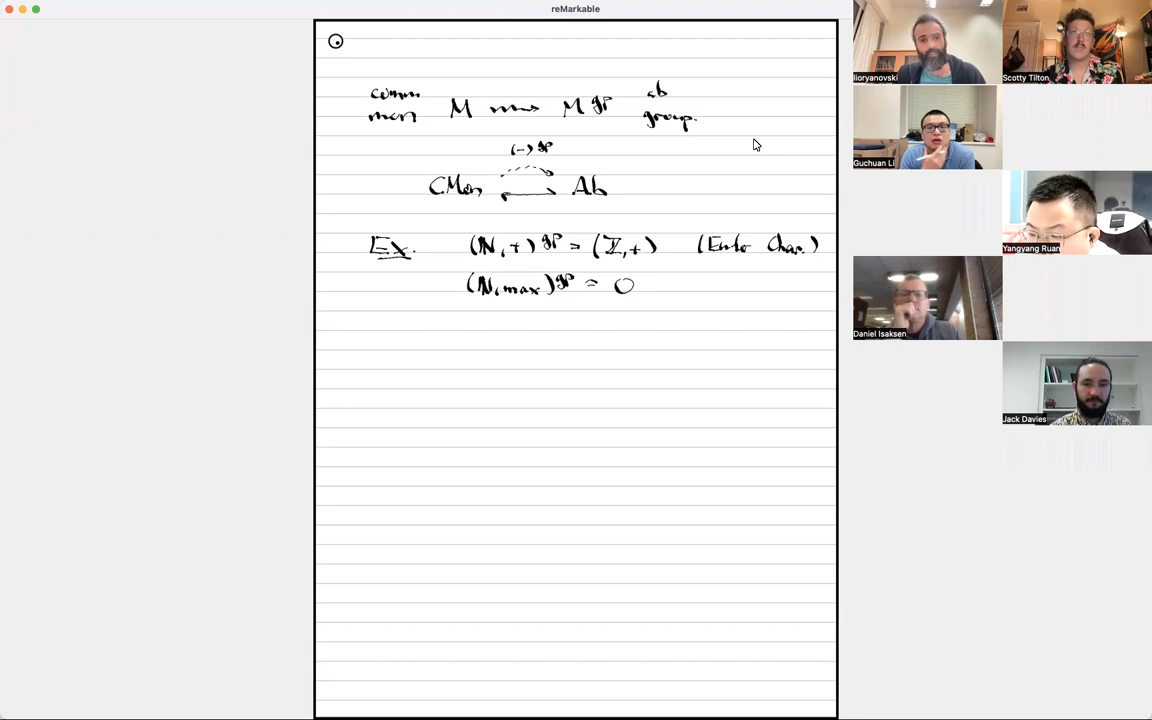 reMarkable
comm mon M ⇝ M^gp ab group.
(-)^gp
CMon ⇄ Ab
Ex. (ℕ,+)^gp = (ℤ,+) (Euler Char.)
(ℕ,max)^gp = 0
lioryanovski
Scotty Tilton
Guchuan Li
Yangyang Ruan
Daniel Isaksen
Jack Davies